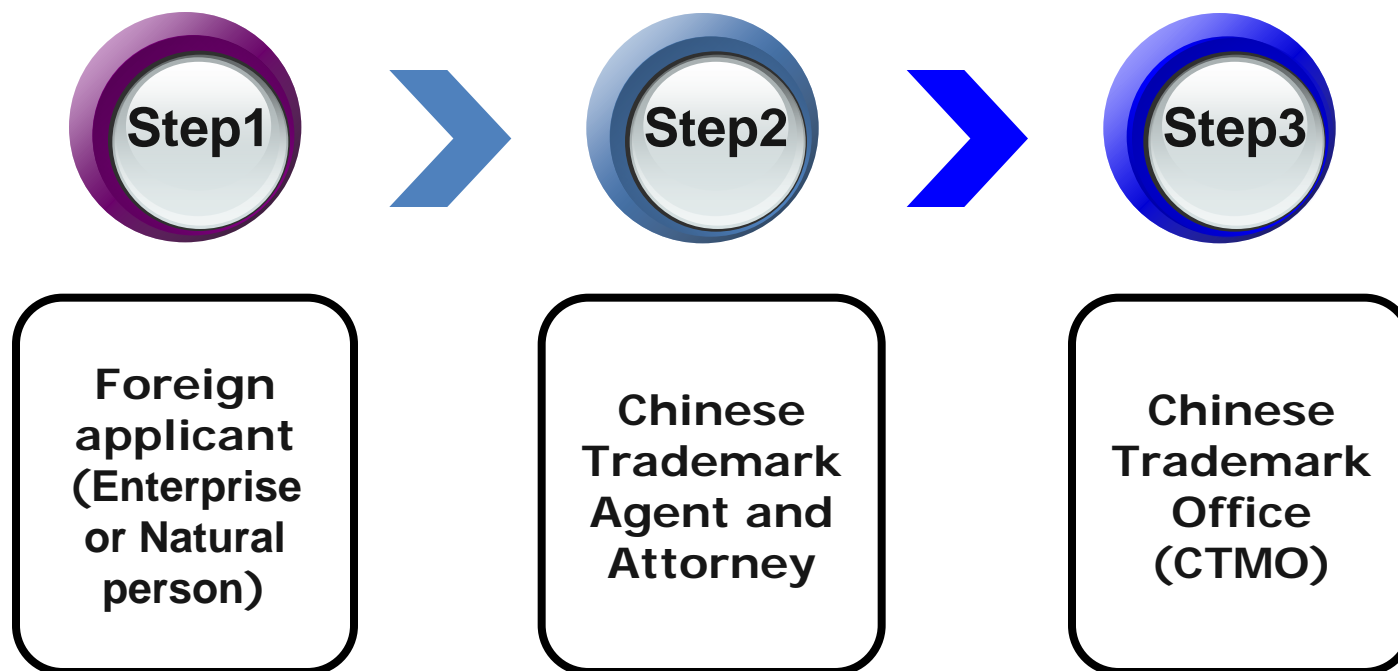 Step1
Step2
Step3
Foreign
applicant
(Enterprise
or Natural
person)
Chinese
Trademark
Agent and
Attorney
Chinese
Trademark
Office
(CTMO)